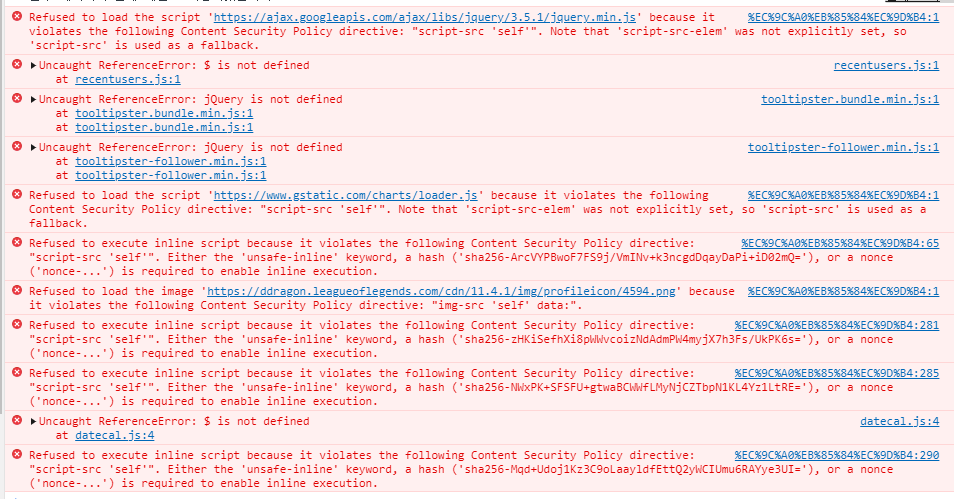 Refused to load the script 'https://ajax.googleapis.com/ajax/libs/jquery/3.5.1/jquery.min.js' because it %EC%9C%A0%EB%85%84%EC%9D%B4:1
violates the following Content Security Policy directive: "script-src 'self'". Note that 'script-src-elem' was not explicitly set, so
'script-src' is used as a fallback.
▶Uncaught ReferenceError: $ is not defined recentusers.js:1
at recentusers.js:1
▶Uncaught ReferenceError: jQuery is not defined tooltipster.bundle.min.js:1
at tooltipster.bundle.min.js:1
at tooltipster.bundle.min.js:1
▶Uncaught ReferenceError: jQuery is not defined tooltipster-follower.min.js:1
at tooltipster-follower.min.js:1
at tooltipster-follower.min.js:1
Refused to load the script 'https://www.gstatic.com/charts/loader.js' because it violates the following %EC%9C%A0%EB%85%84%EC%9D%B4:1
Content Security Policy directive: "script-src 'self'". Note that 'script-src-elem' was not explicitly set, so 'script-src' is used as a
fallback.
Refused to execute inline script because it violates the following Content Security Policy directive: %EC%9C%A0%EB%85%84%EC%9D%B4:65
"script-src 'self'". Either the 'unsafe-inline' keyword, a hash ('sha256-ArcVYPBwoF7FS9j/VmINv+k3ncgdDqayDaPi+iD02mQ='), or a nonce
('nonce-...') is required to enable inline execution.
Refused to load the image 'https://ddragon.leagueoflegends.com/cdn/11.4.1/img/profileicon/4594.png' because %EC%9C%A0%EB%85%84%EC%9D%B4:1
it violates the following Content Security Policy directive: "img-src 'self' data:".
Refused to execute inline script because it violates the following Content Security Policy directive: %EC%9C%A0%EB%85%84%EC%9D%B4:281
"script-src 'self'". Either the 'unsafe-inline' keyword, a hash ('sha256-zHKiSefhXi8pWWvcoizNdAdmPW4myjX7h3Fs/UkPK6s='), or a nonce
('nonce-...') is required to enable inline execution.
Refused to execute inline script because it violates the following Content Security Policy directive: %EC%9C%A0%EB%85%84%EC%9D%B4:285
"script-src 'self'". Either the 'unsafe-inline' keyword, a hash ('sha256-NWxPK+SFSFU+gtwaBCWWfLMyNjCZTbpN1KL4Yz1LtRE='), or a nonce
('nonce-...') is required to enable inline execution.
▶Uncaught ReferenceError: $ is not defined datecal.js:4
at datecal.js:4
Refused to execute inline script because it violates the following Content Security Policy directive: %EC%9C%A0%EB%85%84%EC%9D%B4:290
"script-src 'self'". Either the 'unsafe-inline' keyword, a hash ('sha256-Mqd+Udoj1Kz3C9oLaayldfEttQ2yWCIUmu6RAYye3UI='), or a nonce
('nonce-...') is required to enable inline execution.